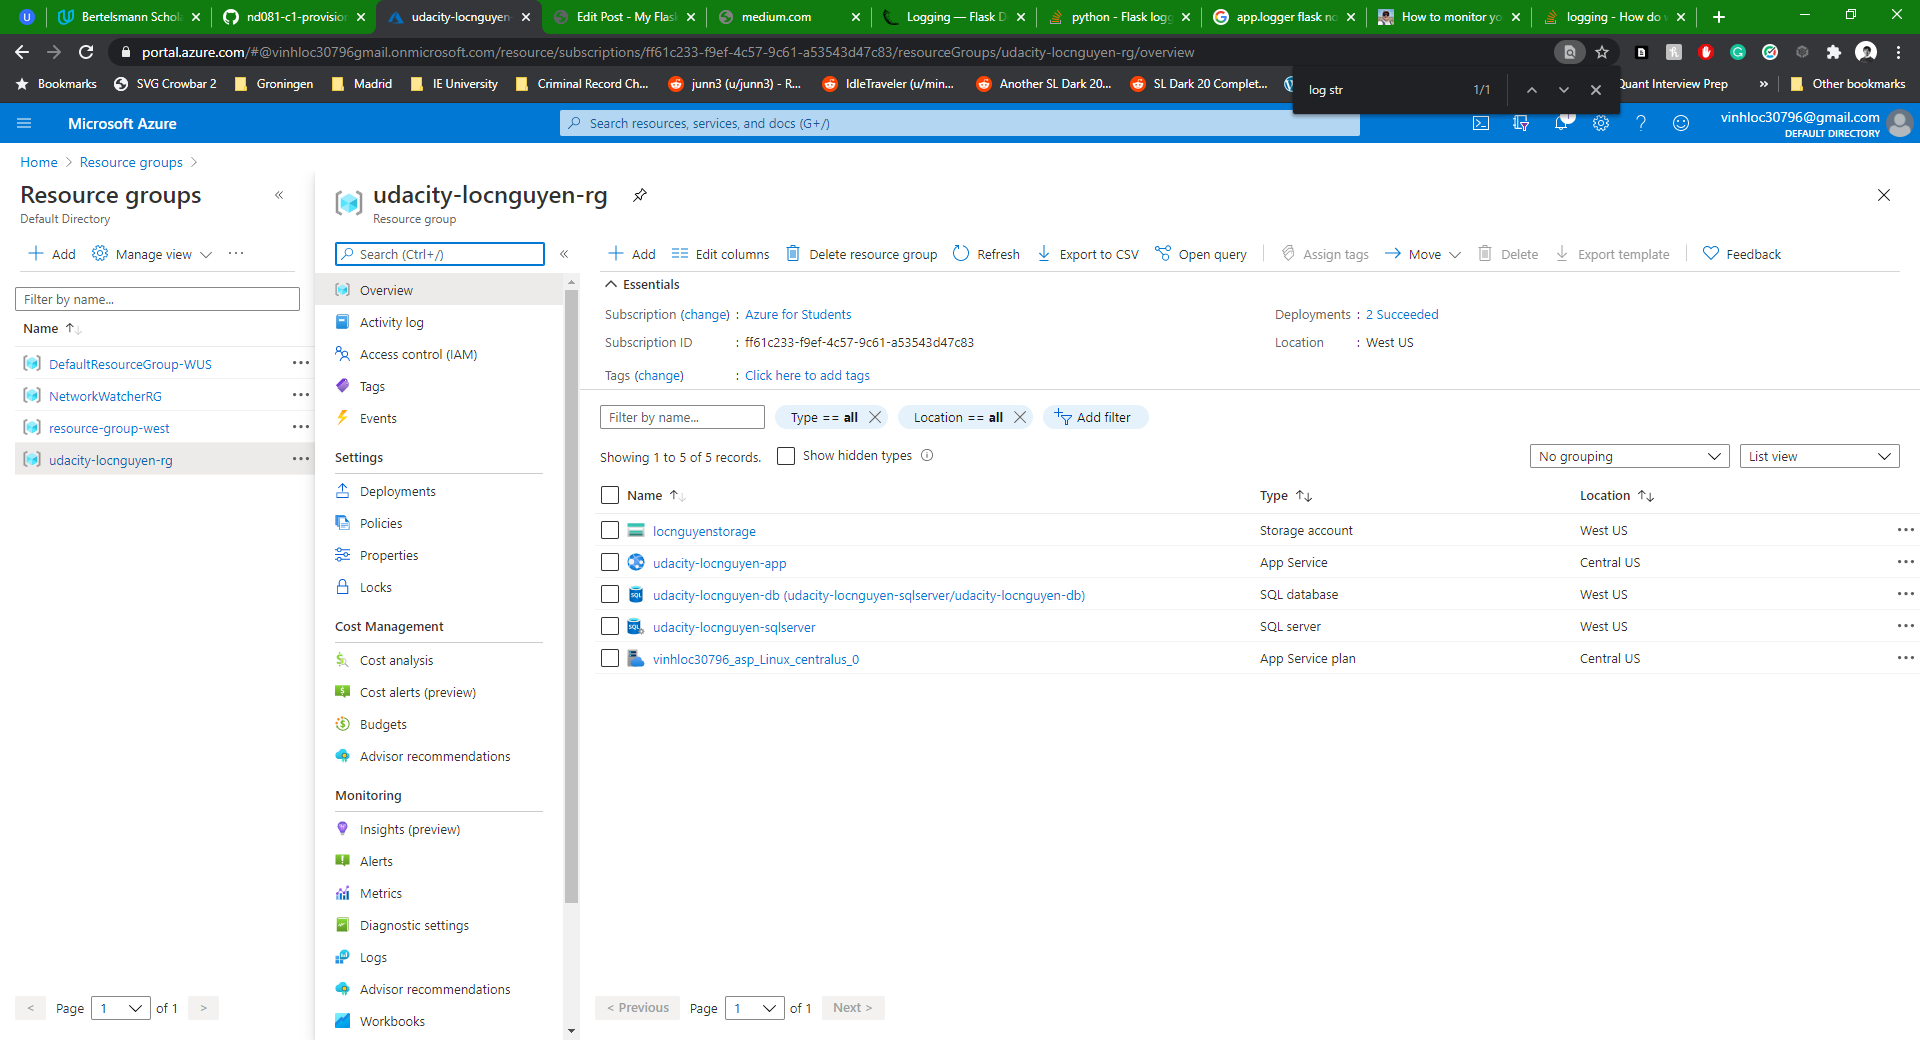 Bertelsmann Schola
nd081-c1-provision
udacity-locnguyen-
Edit Post - My Flask
medium.com
Logging — Flask D
python - Flask logg
app.logger flask no
How to monitor yo
logging - How do w
portal.azure.com/#@vinhloc30796gmail.onmicrosoft.com/resource/subscriptions/ff61c233-f9ef-4c57-9c61-a53543d47c83/resourceGroups/udacity-locnguyen-rg/overview
Bookmarks
SVG Crowbar 2
Groningen
Madrid
IE University
Criminal Record Ch...
junn3 (u/junn3) - R...
IdleTraveler (u/min...
Another SL Dark 20...
SL Dark 20 Complet...
Quant Interview Prep
»
Other bookmarks
log str
1/1
Microsoft Azure
Search resources, services, and docs (G+/)
vinhloc30796@gmail.com
DEFAULT DIRECTORY
Home > Resource groups >
Resource groups
Default Directory
Add
Manage view
Filter by name...
Name
DefaultResourceGroup-WUS
NetworkWatcherRG
resource-group-west
udacity-locnguyen-rg
< Page 1 of 1 >
udacity-locnguyen-rg
Resource group
Search (Ctrl+/)
Overview
Activity log
Access control (IAM)
Tags
Events
Settings
Deployments
Policies
Properties
Locks
Cost Management
Cost analysis
Cost alerts (preview)
Budgets
Advisor recommendations
Monitoring
Insights (preview)
Alerts
Metrics
Diagnostic settings
Logs
Advisor recommendations
Workbooks
Add
Edit columns
Delete resource group
Refresh
Export to CSV
Open query
Assign tags
Move
Delete
Export template
Feedback
Essentials
Subscription (change) : Azure for Students
Deployments : 2 Succeeded
Subscription ID : ff61c233-f9ef-4c57-9c61-a53543d47c83
Location : West US
Tags (change) : Click here to add tags
Filter by name...
Type == all
Location == all
Add filter
Showing 1 to 5 of 5 records.
Show hidden types
No grouping
List view
Name Type Location
locnguyenstorage Storage account West US
udacity-locnguyen-app App Service Central US
udacity-locnguyen-db (udacity-locnguyen-sqlserver/udacity-locnguyen-db) SQL database West US
udacity-locnguyen-sqlserver SQL server West US
vinhloc30796_asp_Linux_centralus_0 App Service plan Central US
< Previous Page 1 of 1 Next >